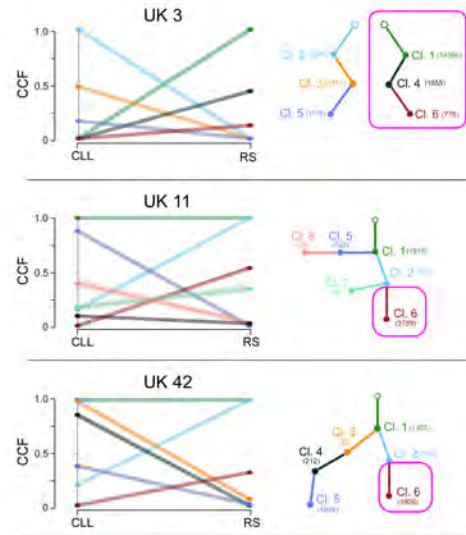 UK 3
CCF
1.0
0.5
0
CLL
RS
Cl. 2
Cl. 3
Cl. 5
Cl. 1
Cl. 4
Cl. 6
UK 11
CCF
1.0
0.5
0
CLL
RS
Cl. 8
Cl. 5
Cl. 1
Cl. 2
Cl. 7
Cl. 6
UK 42
CCF
1.0
0.5
0
CLL
RS
Cl. 3
Cl. 1
Cl. 4
(212)
Cl. 2
Cl. 5
Cl. 6